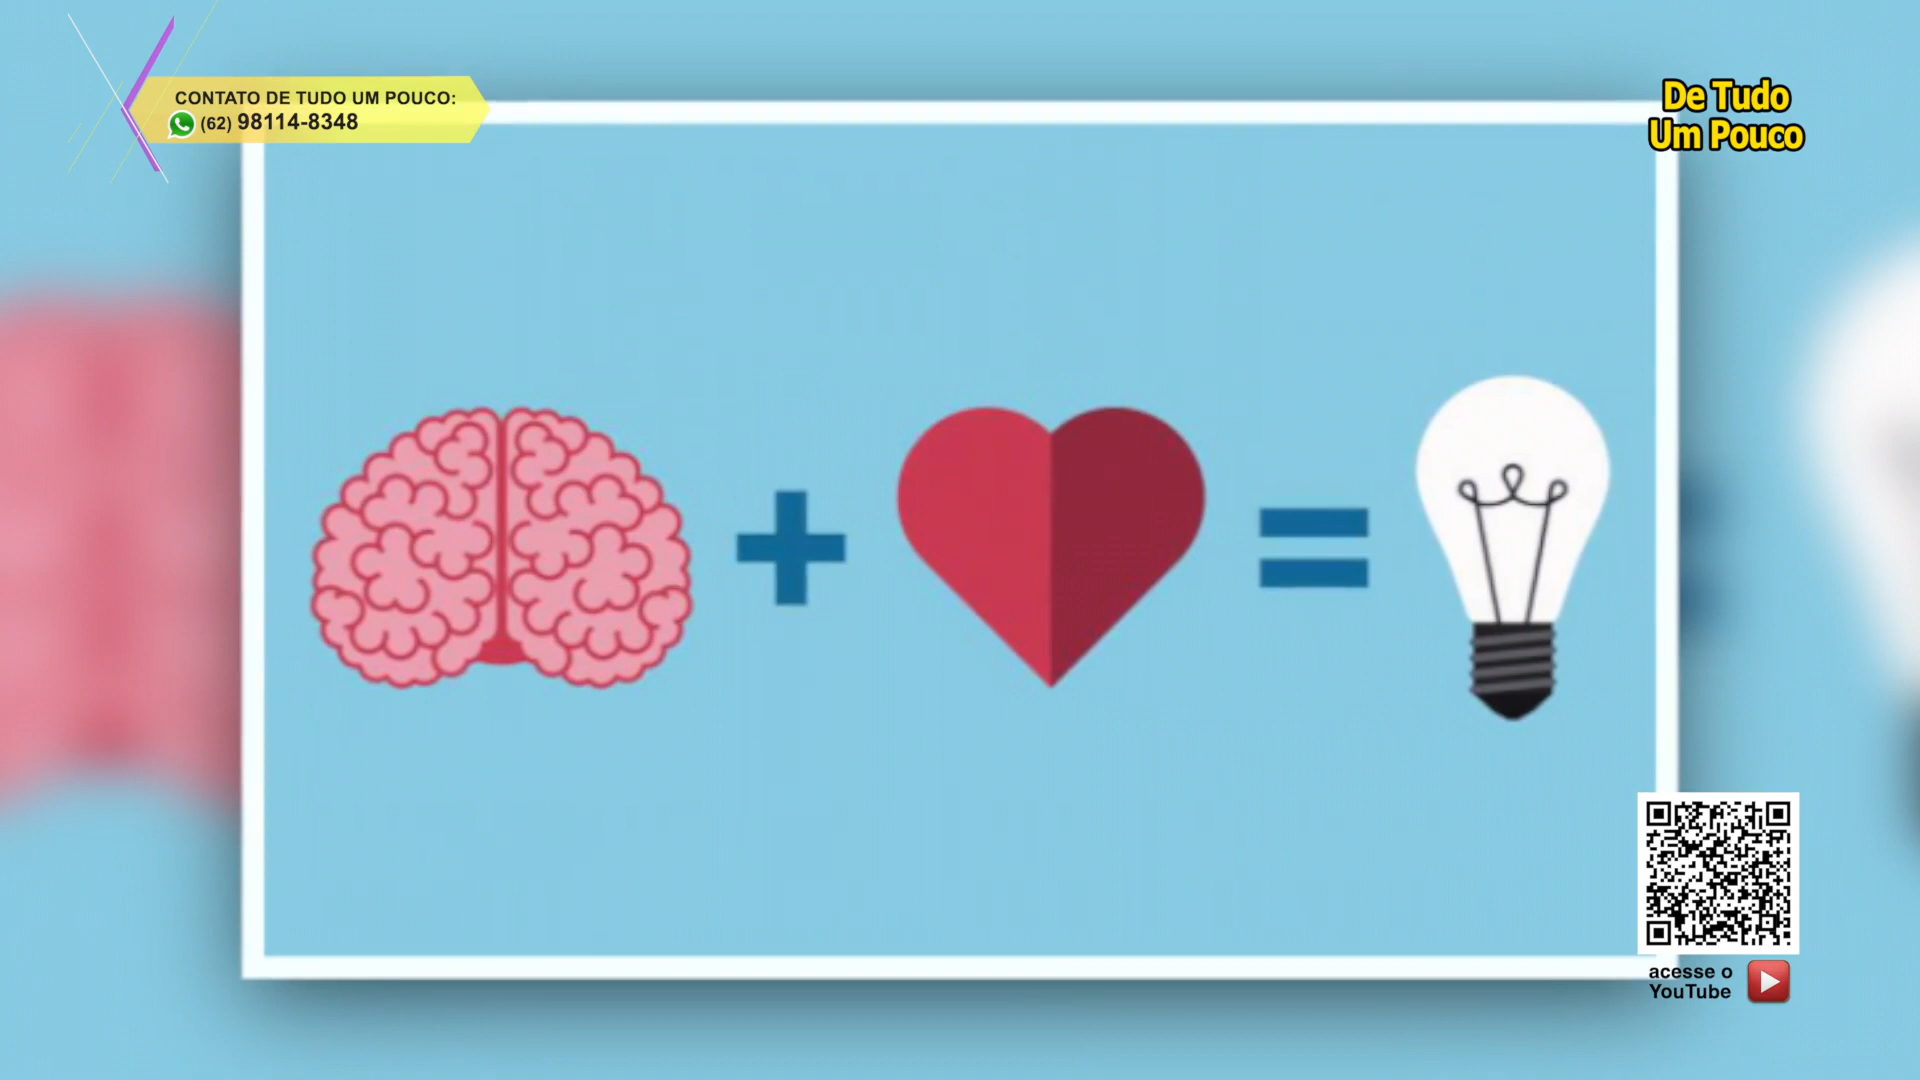 CONTATO DE TUDO UM POUCO:
(62) 98114-8348
De Tudo
Um Pouco
acesse o
YouTube